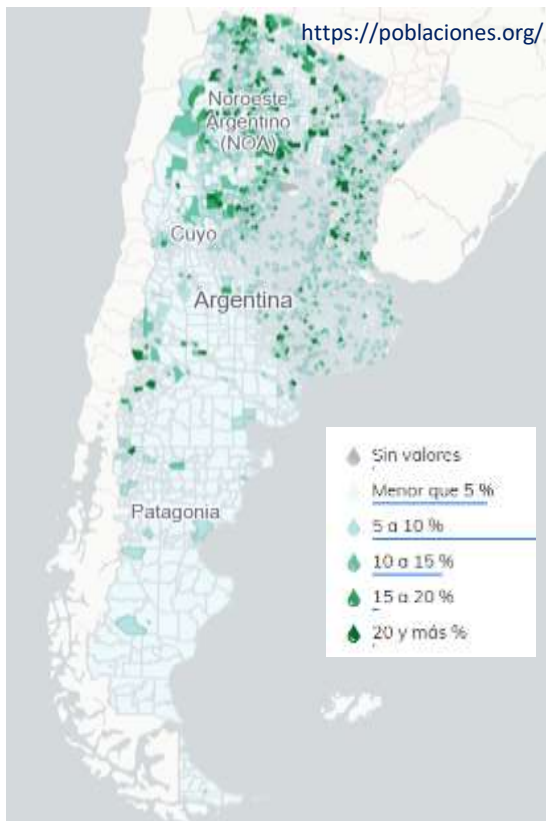 https://poblaciones.org/
Noroeste
Argentino
(NOA)
Cuyo
Argentina
Patagonia
Sin valores
Menor que 5 %
5 a 10 %
10 a 15 %
15 a 20 %
20 y más %